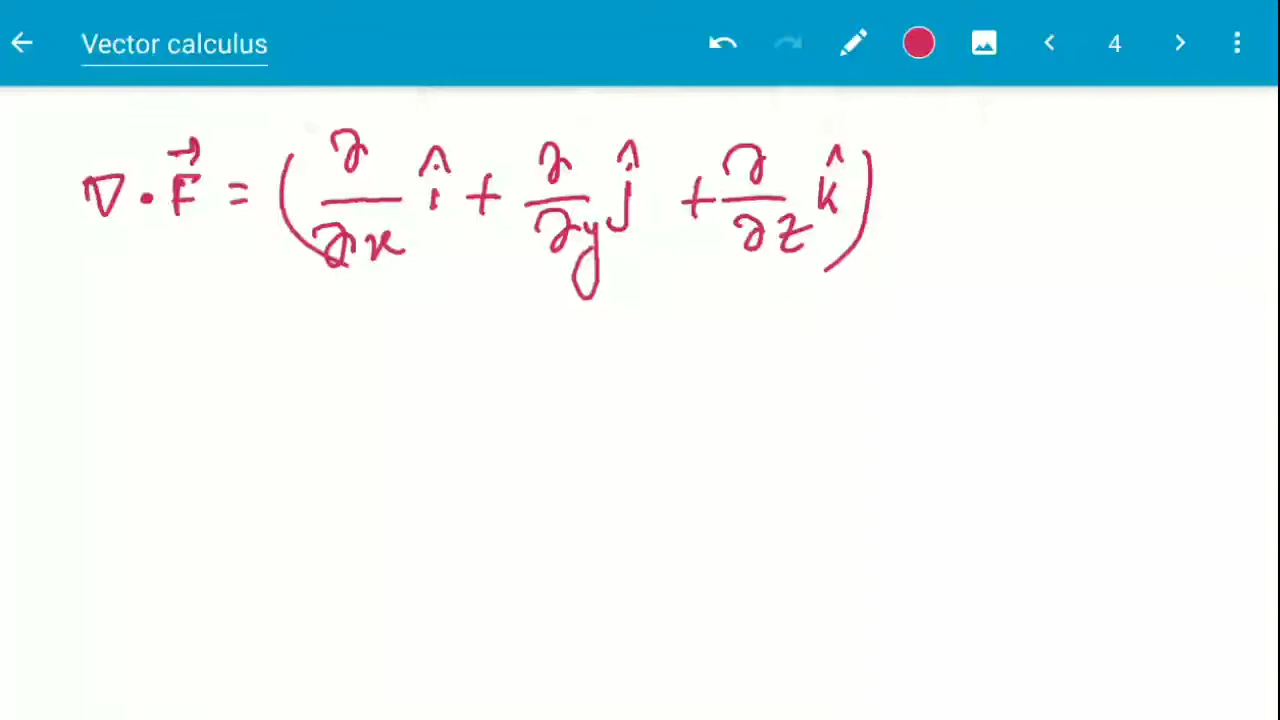 Vector calculus
4
∇ · F⃗ = ( ∂/∂x î + ∂/∂y ĵ + ∂/∂z k̂ )